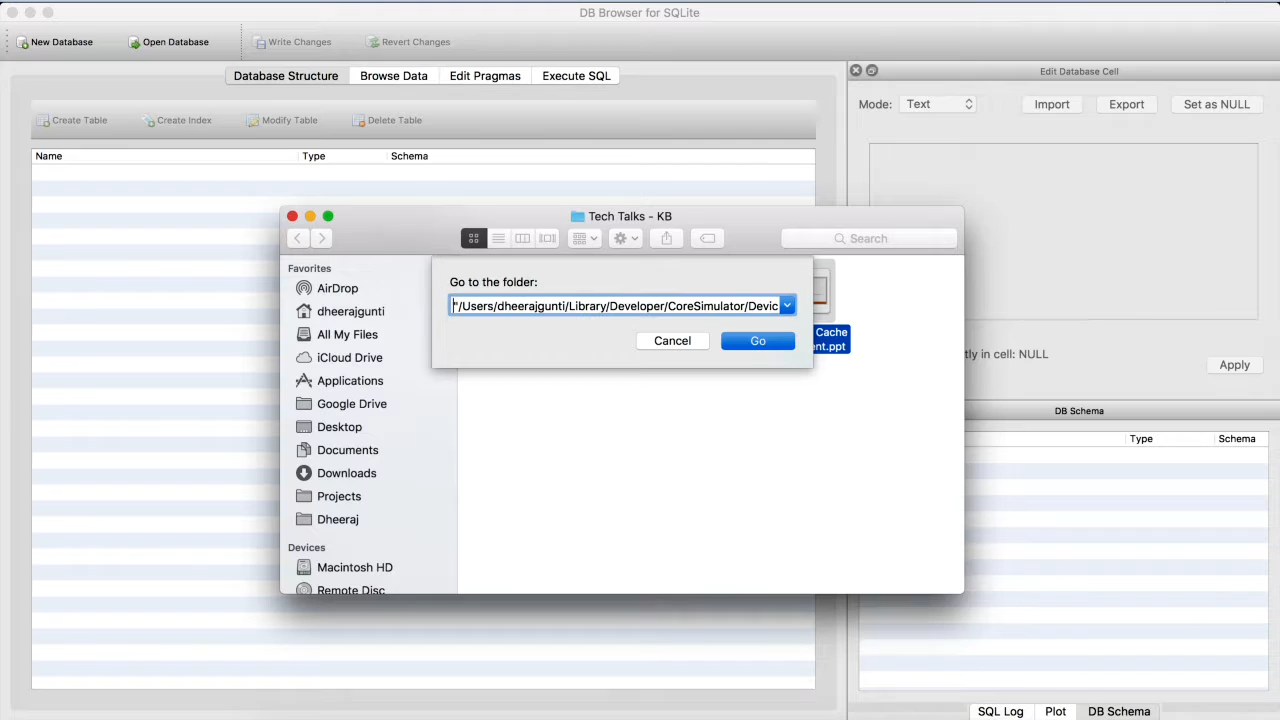 DB Browser for SQLite
New Database
Open Database
Write Changes
Revert Changes
Database Structure
Browse Data
Edit Pragmas
Execute SQL
Create Table
Create Index
Modify Table
Delete Table
Name
Type
Schema
Tech Talks - KB
Search
Favorites
AirDrop
dheerajgunti
All My Files
iCloud Drive
Applications
Google Drive
Desktop
Documents
Downloads
Projects
Dheeraj
Devices
Macintosh HD
Remote Disc
Go to the folder:
"/Users/dheerajgunti/Library/Developer/CoreSimulator/Devic
Cancel
Go
Cache
ent.ppt
Edit Database Cell
Mode:
Text
Import
Export
Set as NULL
tly in cell: NULL
Apply
DB Schema
Type
Schema
SQL Log
Plot
DB Schema